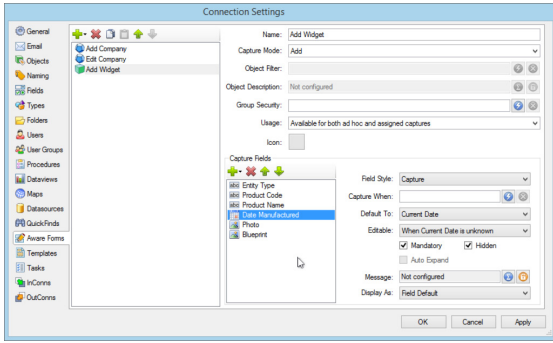 Connection Settings
General
Email
Objects
Naming
Fields
Types
Folders
Users
User Groups
Procedures
Dataviews
Maps
Datasources
QuickFinds
Aware Forms
Templates
Tasks
InConns
OutConns
Add Company
Edit Company
Add Widget
Name: Add Widget
Capture Mode: Add
Object Filter:
Object Description: Not configured
Group Security:
Usage: Available for both ad hoc and assigned captures
Icon:
Capture Fields
abc Entity Type
abc Product Code
abc Product Name
Date Manufactured
Photo
Blueprint
Field Style: Capture
Capture When:
Default To: Current Date
Editable: When Current Date is unknown
Mandatory Hidden
Auto Expand
Message: Not configured
Display As: Field Default
OK Cancel Apply